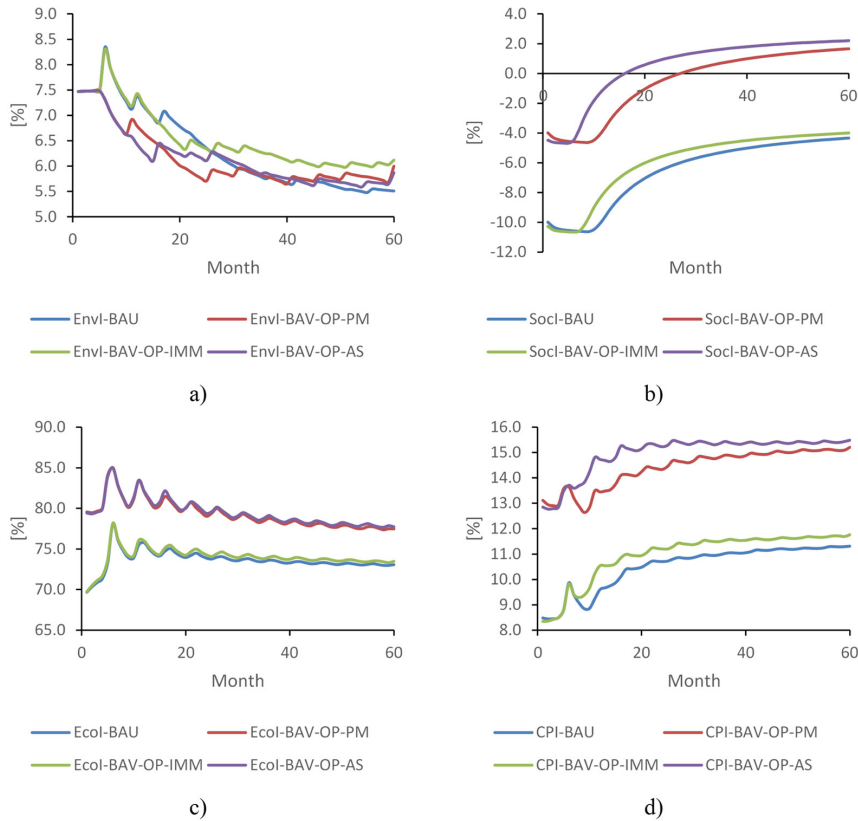 9.0
8.5
8.0
7.5
7.0
6.5
6.0
5.5
5.0
[%]
0 20 40 60
Month
EnvI-BAU EnvI-BAV-OP-PM
EnvI-BAV-OP-IMM EnvI-BAV-OP-AS
a)
4.0
2.0
0.0
-2.0
-4.0
-6.0
-8.0
-10.0
-12.0
[%]
0 20 40 60
Month
SocI-BAU SocI-BAV-OP-PM
SocI-BAV-OP-IMM SocI-BAV-OP-AS
b)
90.0
85.0
80.0
75.0
70.0
65.0
[%]
0 20 40 60
Month
EcoI-BAU EcoI-BAV-OP-PM
EcoI-BAV-OP-IMM EcoI-BAV-OP-AS
c)
16.0
15.0
14.0
13.0
12.0
11.0
10.0
9.0
8.0
[%]
0 20 40 60
Month
CPI-BAU CPI-BAV-OP-PM
CPI-BAV-OP-IMM CPI-BAV-OP-AS
d)